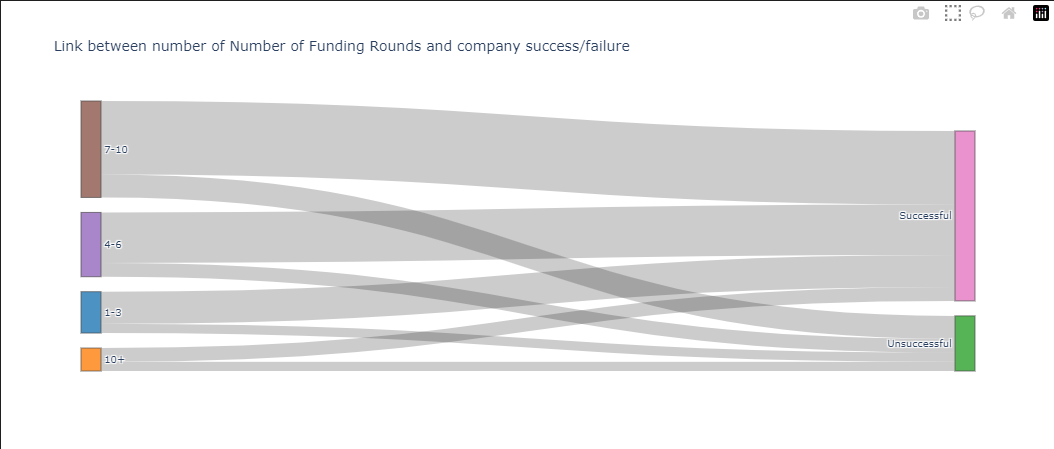 Link between number of Number of Funding Rounds and company success/failure
7-10
4-6
1-3
10+
Successful
Unsuccessful